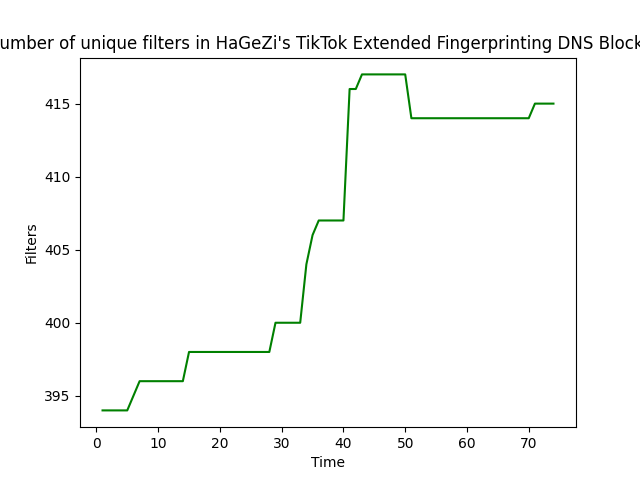 umber of unique filters in HaGeZi's TikTok Extended Fingerprinting DNS Block
415
410
405
400
395
Filters
0 10 20 30 40 50 60 70
Time